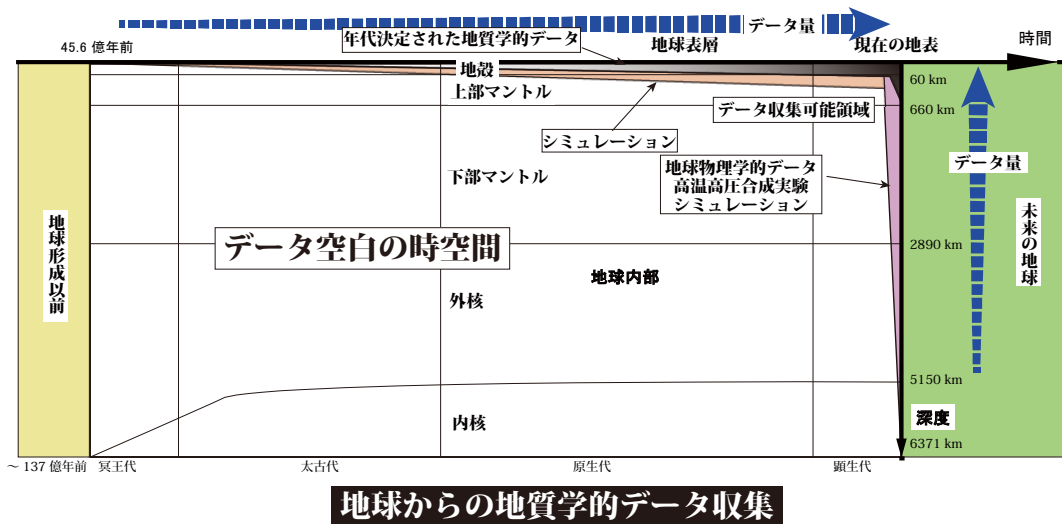 データ量
年代決定された地質学的データ
地球表層
現在の地表
時間
45.6 億年前
地殻
60 km
上部マントル
データ収集可能領域
660 km
シミュレーション
データ量
下部マントル
地球物理学的データ
高温高圧合成実験
シミュレーション
地球形成以前
未来の地球
データ空白の時空間
2890 km
地球内部
外核
5150 km
内核
深度
6371 km
～ 137 億年前
冥王代
太古代
原生代
顕生代
地球からの地質学的データ収集